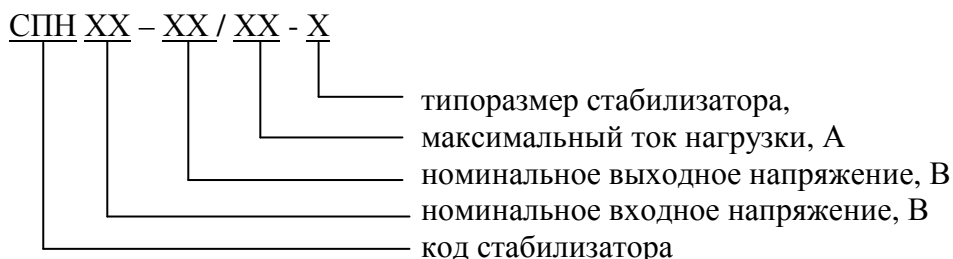 СПН ХХ – ХХ / ХХ - Х
типоразмер стабилизатора,
максимальный ток нагрузки, А
номинальное выходное напряжение, В
номинальное входное напряжение, В
код стабилизатора